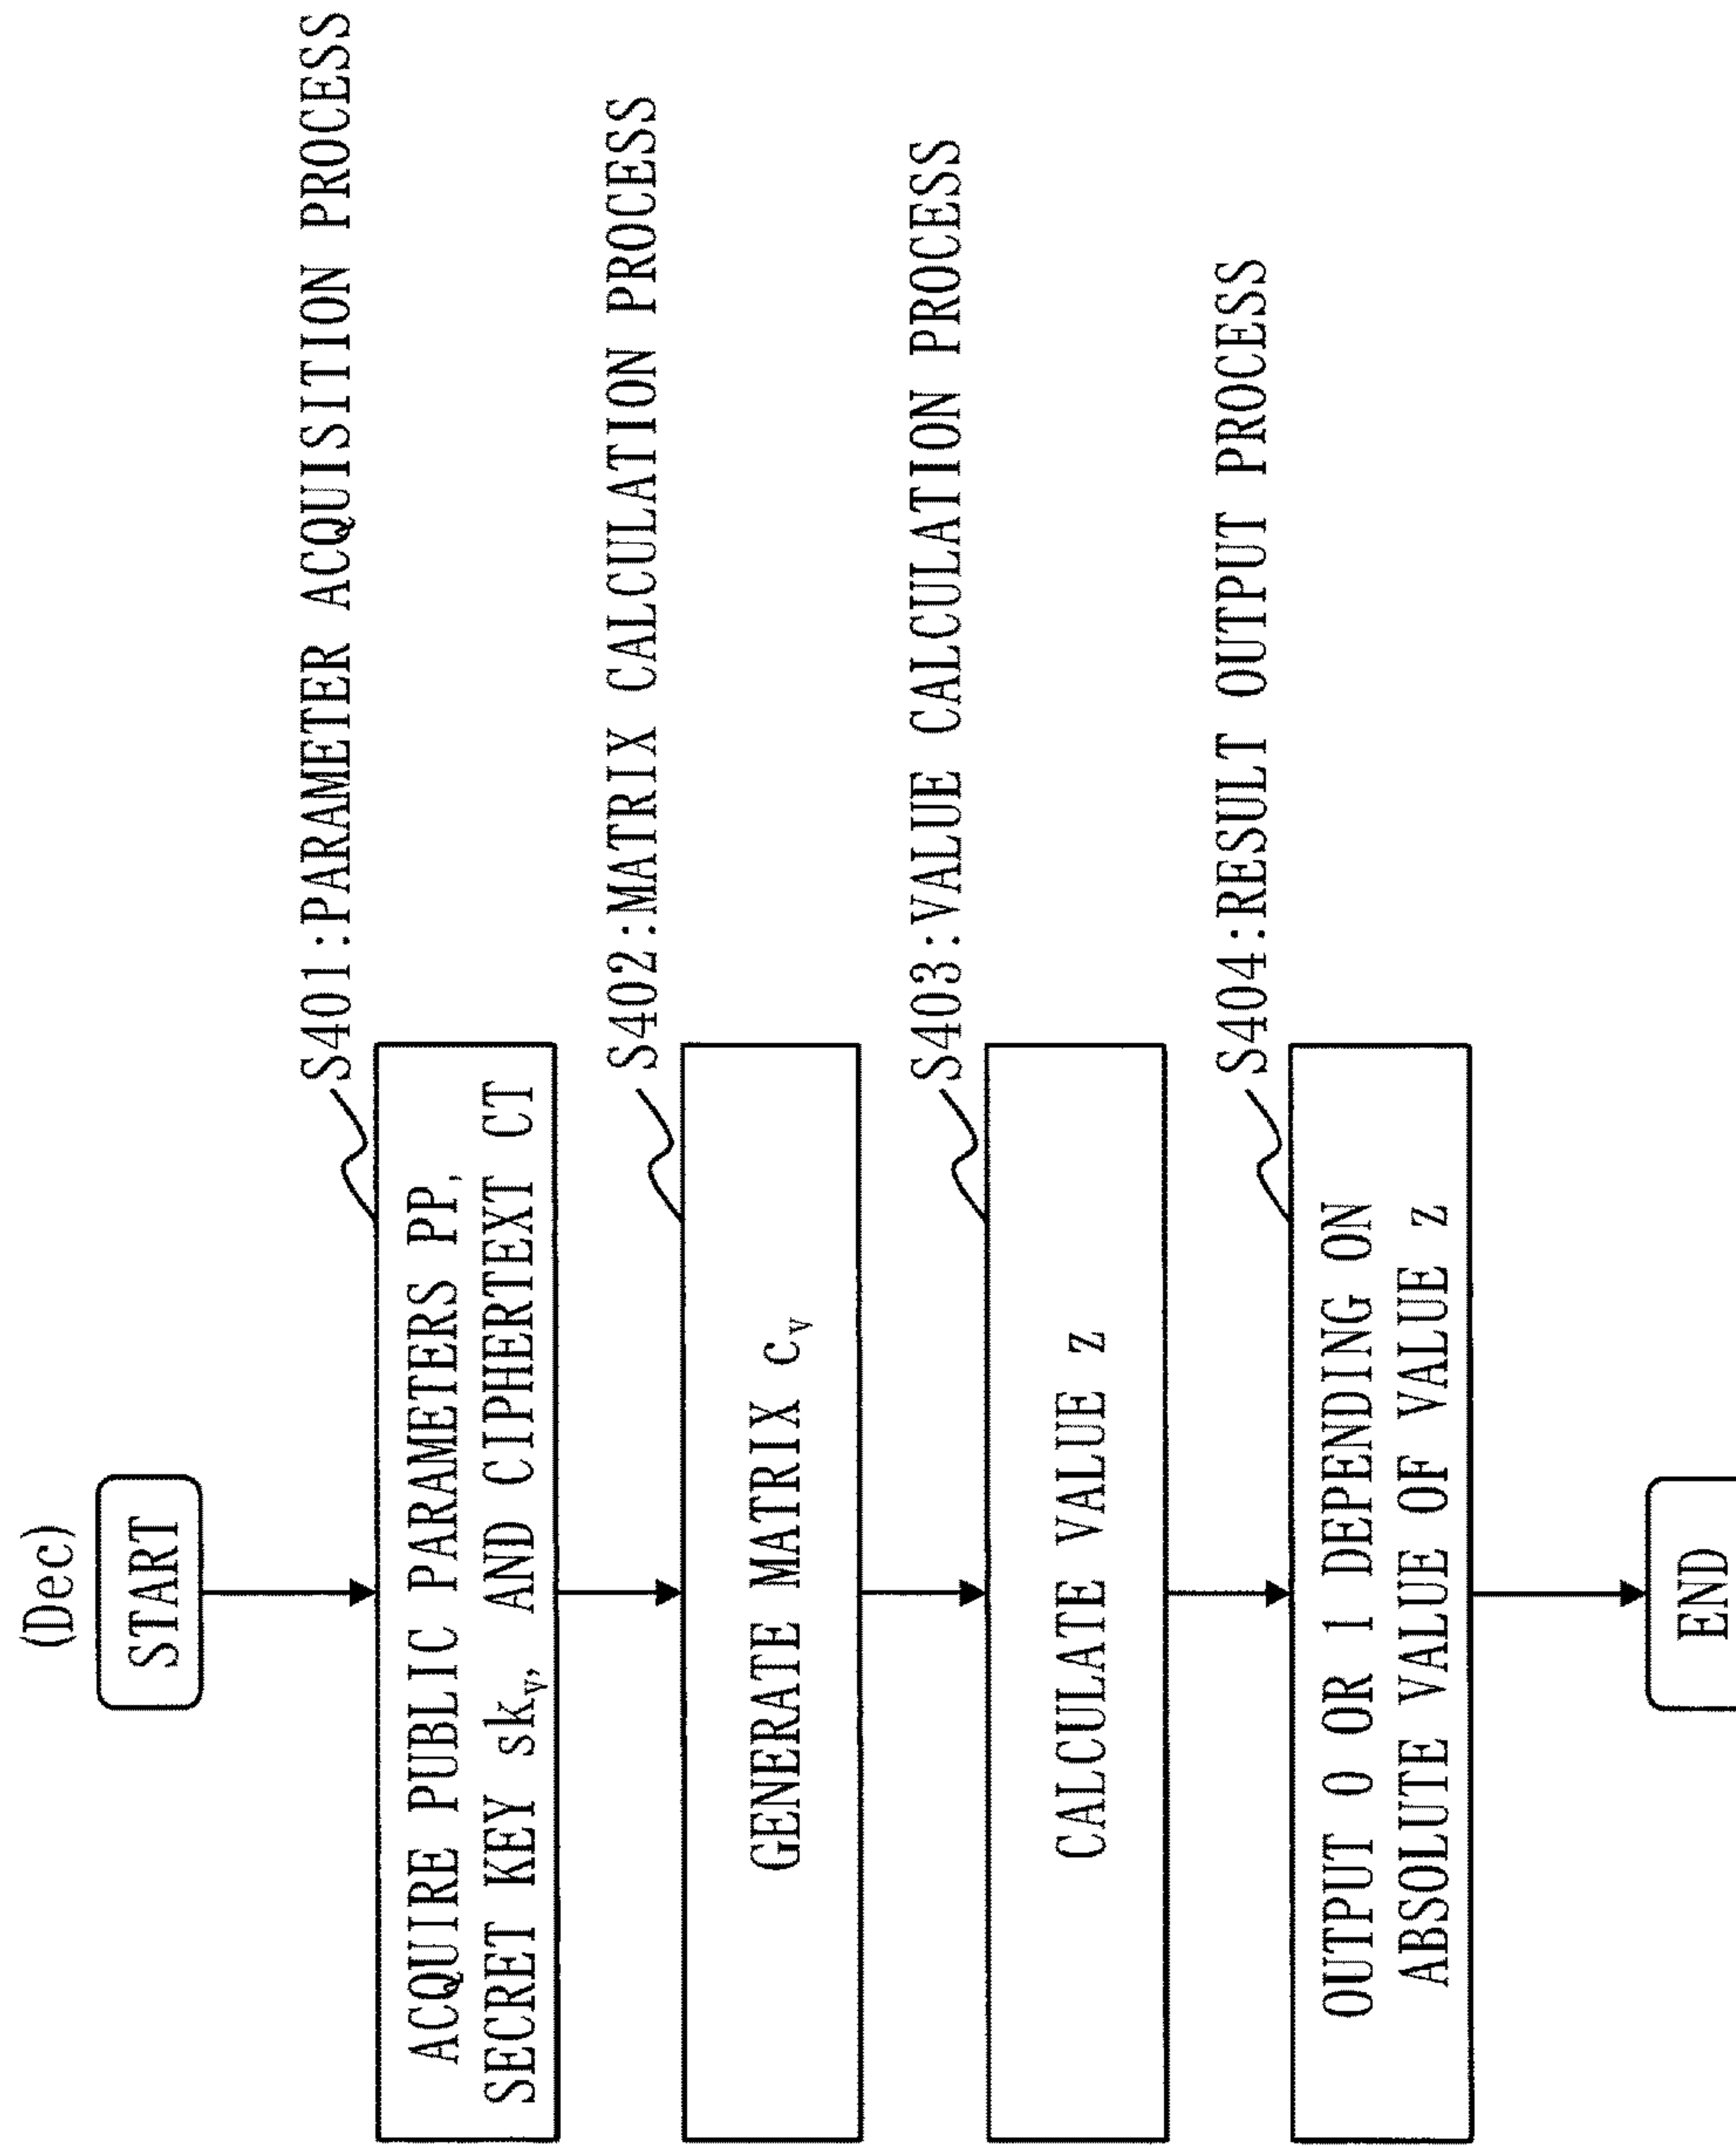 (Dec)
START
S401:PARAMETER ACQUISITION PROCESS
ACQUIRE PUBLIC PARAMETERS PP,
SECRET KEY skᵥ, AND CIPHERTEXT CT
S402:MATRIX CALCULATION PROCESS
GENERATE MATRIX cᵥ
S403:VALUE CALCULATION PROCESS
CALCULATE VALUE z
S404:RESULT OUTPUT PROCESS
OUTPUT 0 OR 1 DEPENDING ON
ABSOLUTE VALUE OF VALUE z
END